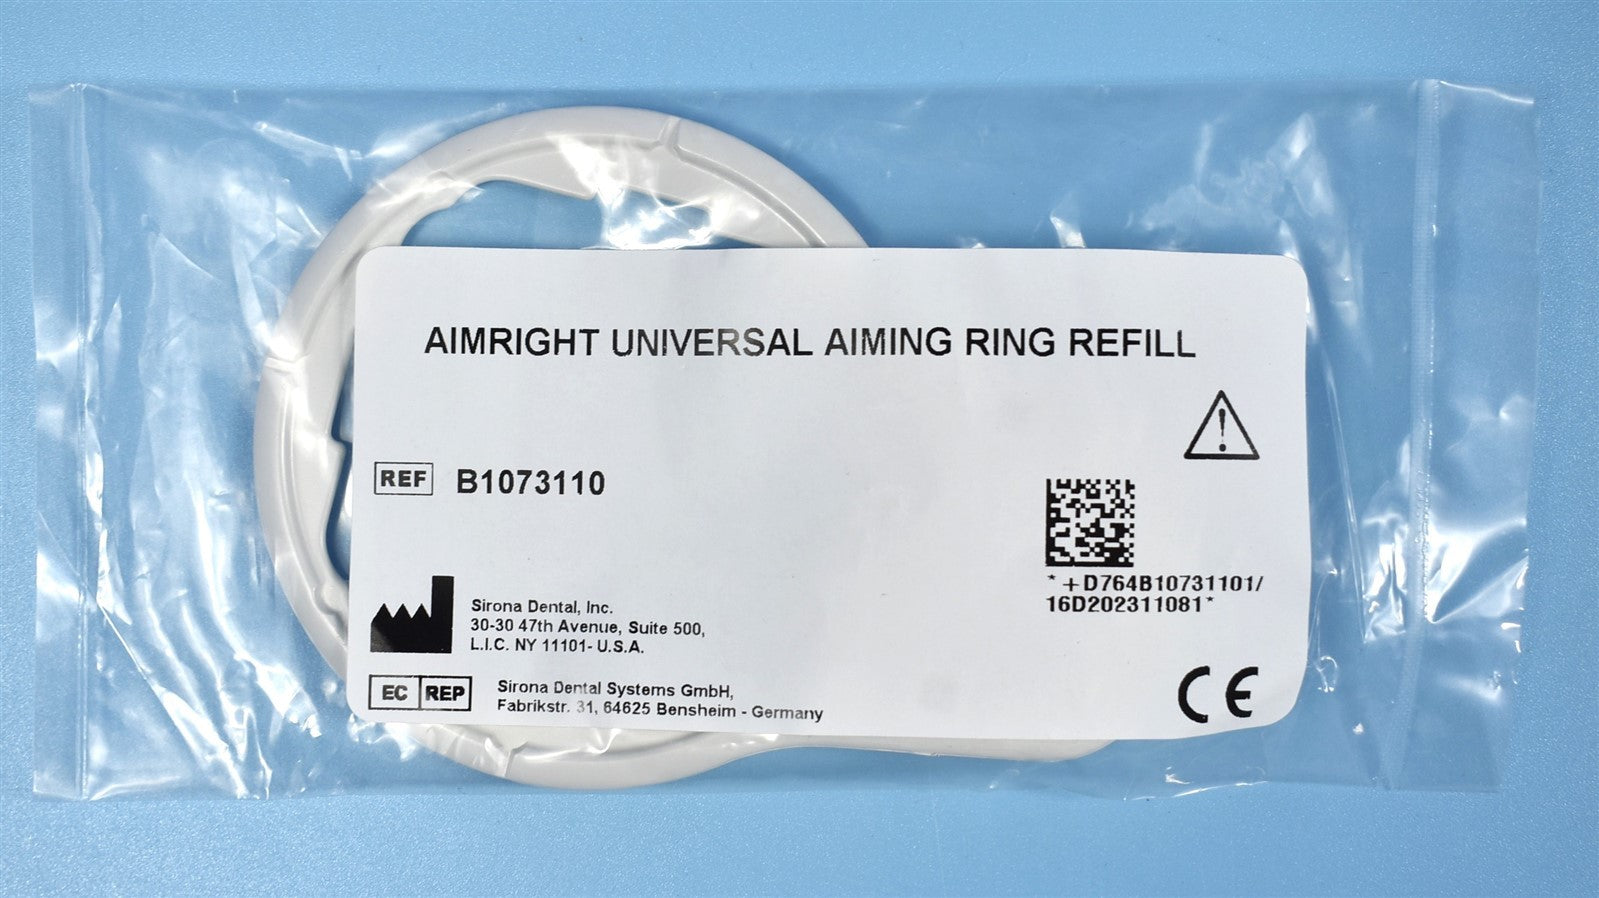 AIMRIGHT UNIVERSAL AIMING RING REFILL
REF B1073110
*+D764B10731101/
16D202311081*
Sirona Dental, Inc.
30-30 47th Avenue, Suite 500,
L.I.C. NY 11101- U.S.A.
EC REP
Sirona Dental Systems GmbH,
Fabrikstr. 31, 64625 Bensheim - Germany
CE